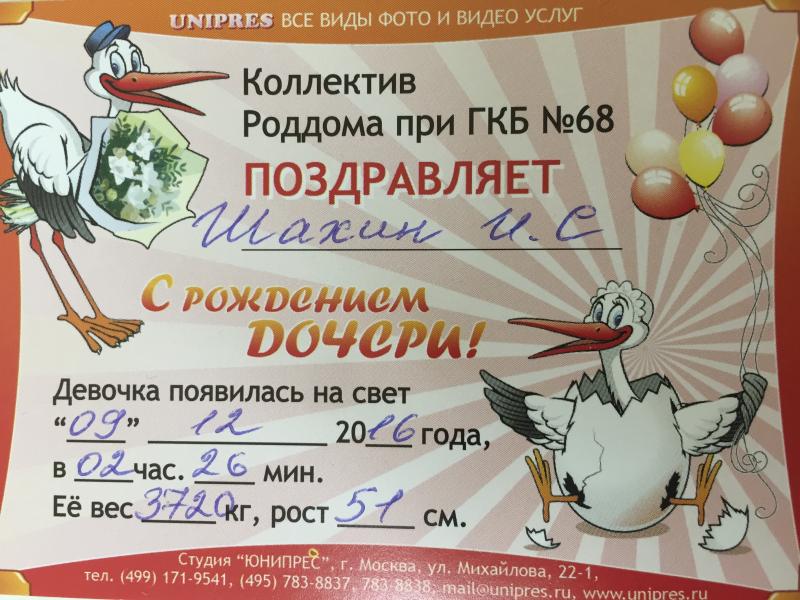 UNIPRES ВСЕ ВИДЫ ФОТО И ВИДЕО УСЛУГ
Коллектив
Роддома при ГКБ №68
ПОЗДРАВЛЯЕТ
Шахин И.С
С РОЖДЕНИЕМ
ДОЧЕРИ!
Девочка появилась на свет
“09” 12 2016 года,
в 02 час. 26 мин.
Её вес 3720 кг, рост 51 см.
Студия “ЮНИПРЕС”, г. Москва, ул. Михайлова, 22-1,
тел. (499) 171-9541, (495) 783-8837, 783-8838, mail@unipres.ru, www.unipres.ru